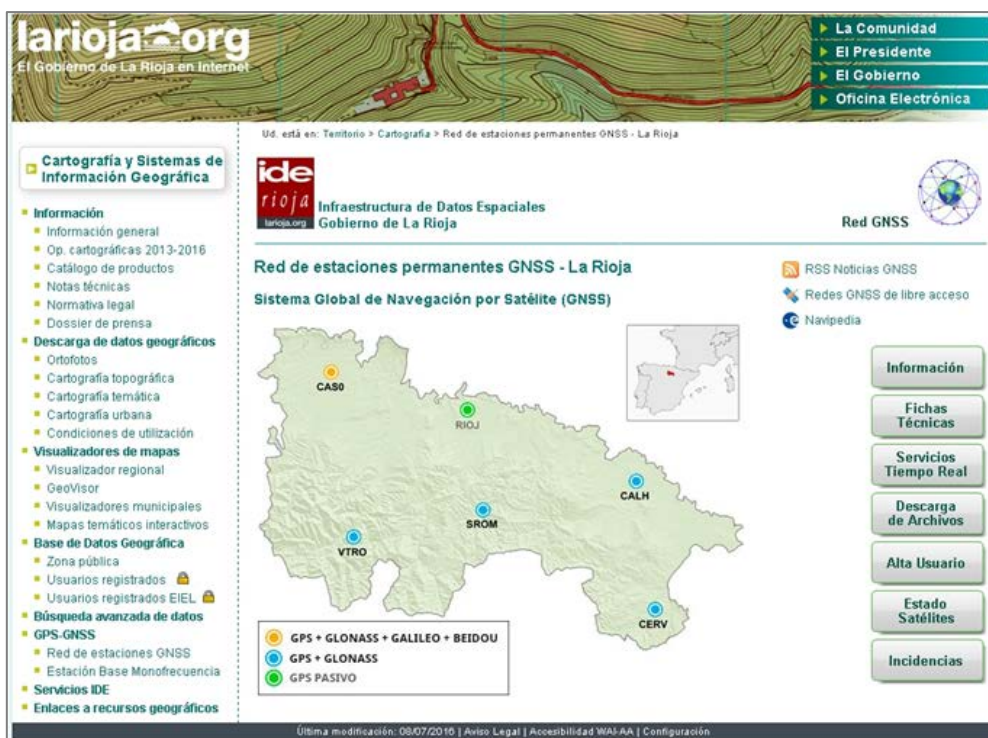 larioja.org
El Gobierno de La Rioja en Internet
La Comunidad
El Presidente
El Gobierno
Oficina Electrónica
Ud. está en: Territorio > Cartografía > Red de estaciones permanentes GNSS - La Rioja
Cartografía y Sistemas de
Información Geográfica
Información
Información general
Op. cartográficas 2013-2016
Catálogo de productos
Notas técnicas
Normativa legal
Dossier de prensa
Descarga de datos geográficos
Ortofotos
Cartografía topográfica
Cartografía temática
Cartografía urbana
Condiciones de utilización
Visualizadores de mapas
Visualizador regional
GeoVisor
Visualizadores municipales
Mapas temáticos interactivos
Base de Datos Geográfica
Zona pública
Usuarios registrados
Usuarios registrados EIEL
Búsqueda avanzada de datos
GPS-GNSS
Red de estaciones GNSS
Estación Base Monofrecuencia
Servicios IDE
Enlaces a recursos geográficos
ide
rioja
larioja.org
Infraestructura de Datos Espaciales
Gobierno de La Rioja
Red GNSS
Red de estaciones permanentes GNSS - La Rioja
Sistema Global de Navegación por Satélite (GNSS)
RSS Noticias GNSS
Redes GNSS de libre acceso
Navipedia
CAS0
RIOJ
CALH
SROM
VTRO
CERV
GPS + GLONASS + GALILEO + BEIDOU
GPS + GLONASS
GPS PASIVO
Información
Fichas
Técnicas
Servicios
Tiempo Real
Descarga
de Archivos
Alta Usuario
Estado
Satélites
Incidencias
Última modificación: 08/07/2016 | Aviso Legal | Accesibilidad WAI-AA | Configuración